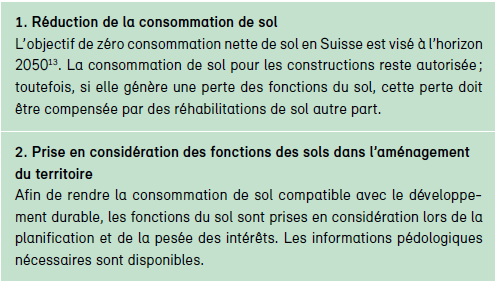 1. Réduction de la consommation de sol
L'objectif de zéro consommation nette de sol en Suisse est visé à l'horizon
2050¹³. La consommation de sol pour les constructions reste autorisée ;
toutefois, si elle génère une perte des fonctions du sol, cette perte doit
être compensée par des réhabilitations de sol autre part.
2. Prise en considération des fonctions des sols dans l'aménagement
du territoire
Afin de rendre la consommation de sol compatible avec le développe-
ment durable, les fonctions du sol sont prises en considération lors de la
planification et de la pesée des intérêts. Les informations pédologiques
nécessaires sont disponibles.